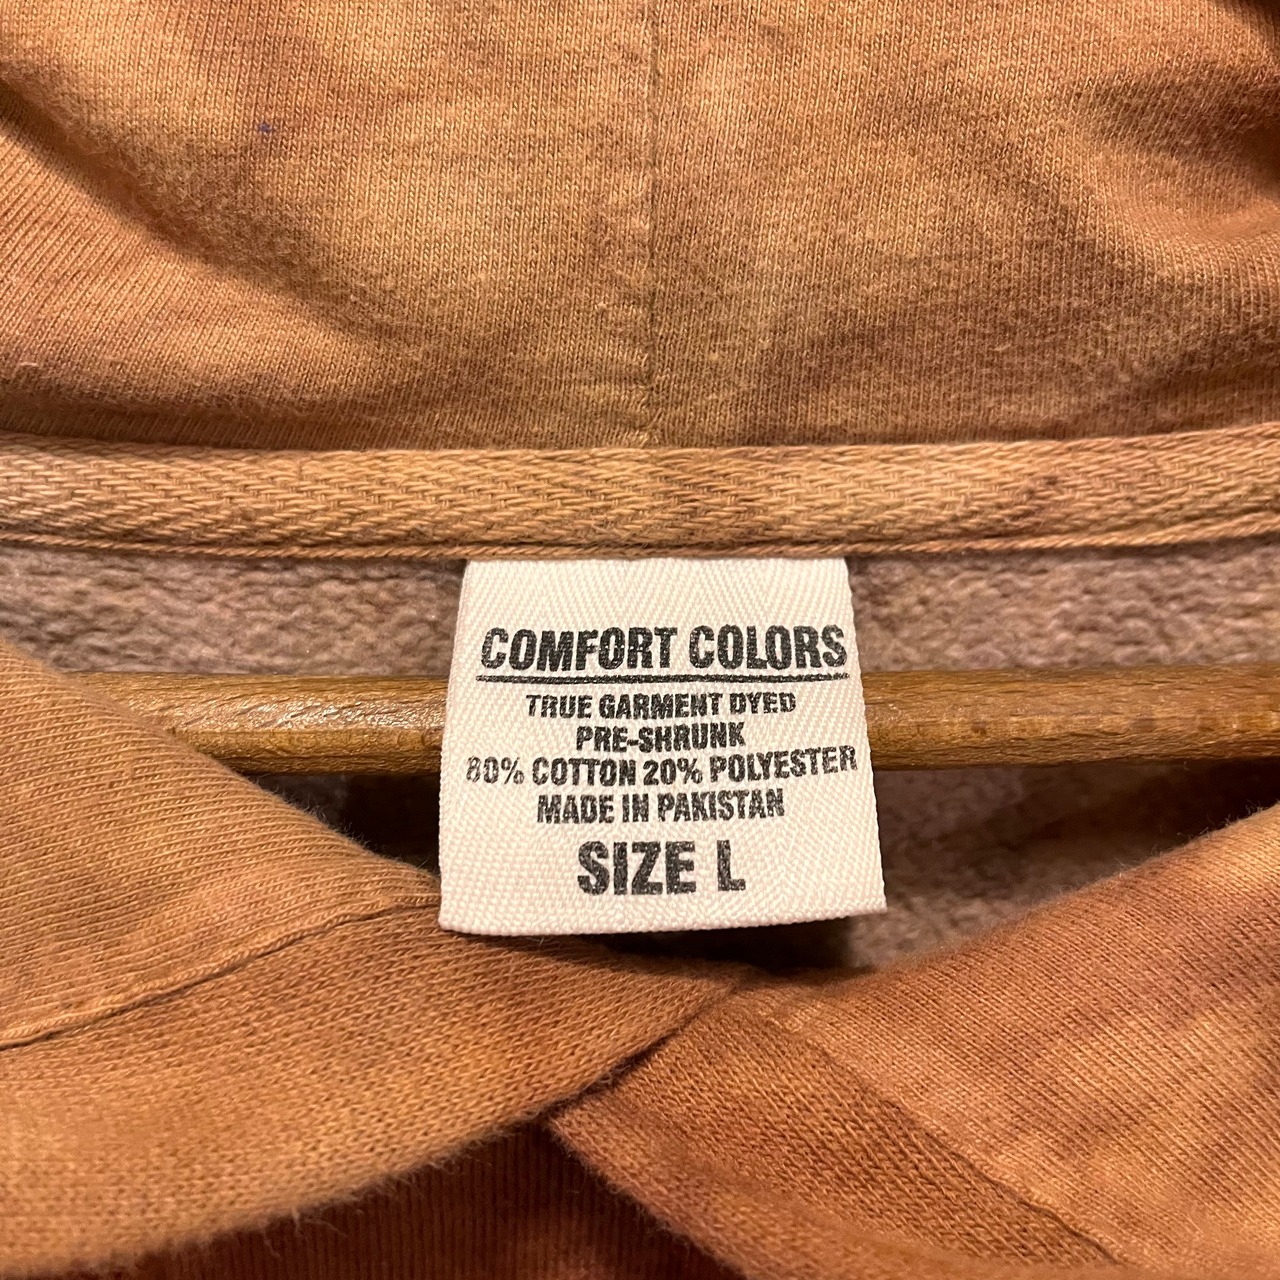 COMFORT COLORS
TRUE GARMENT DYED
PRE-SHRUNK
80% COTTON 20% POLYESTER
MADE IN PAKISTAN
SIZE L